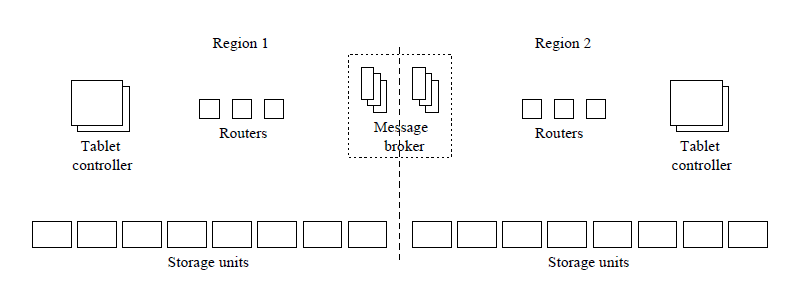 Region 1
Region 2
Routers
Message
broker
Routers
Tablet
controller
Tablet
controller
Storage units
Storage units